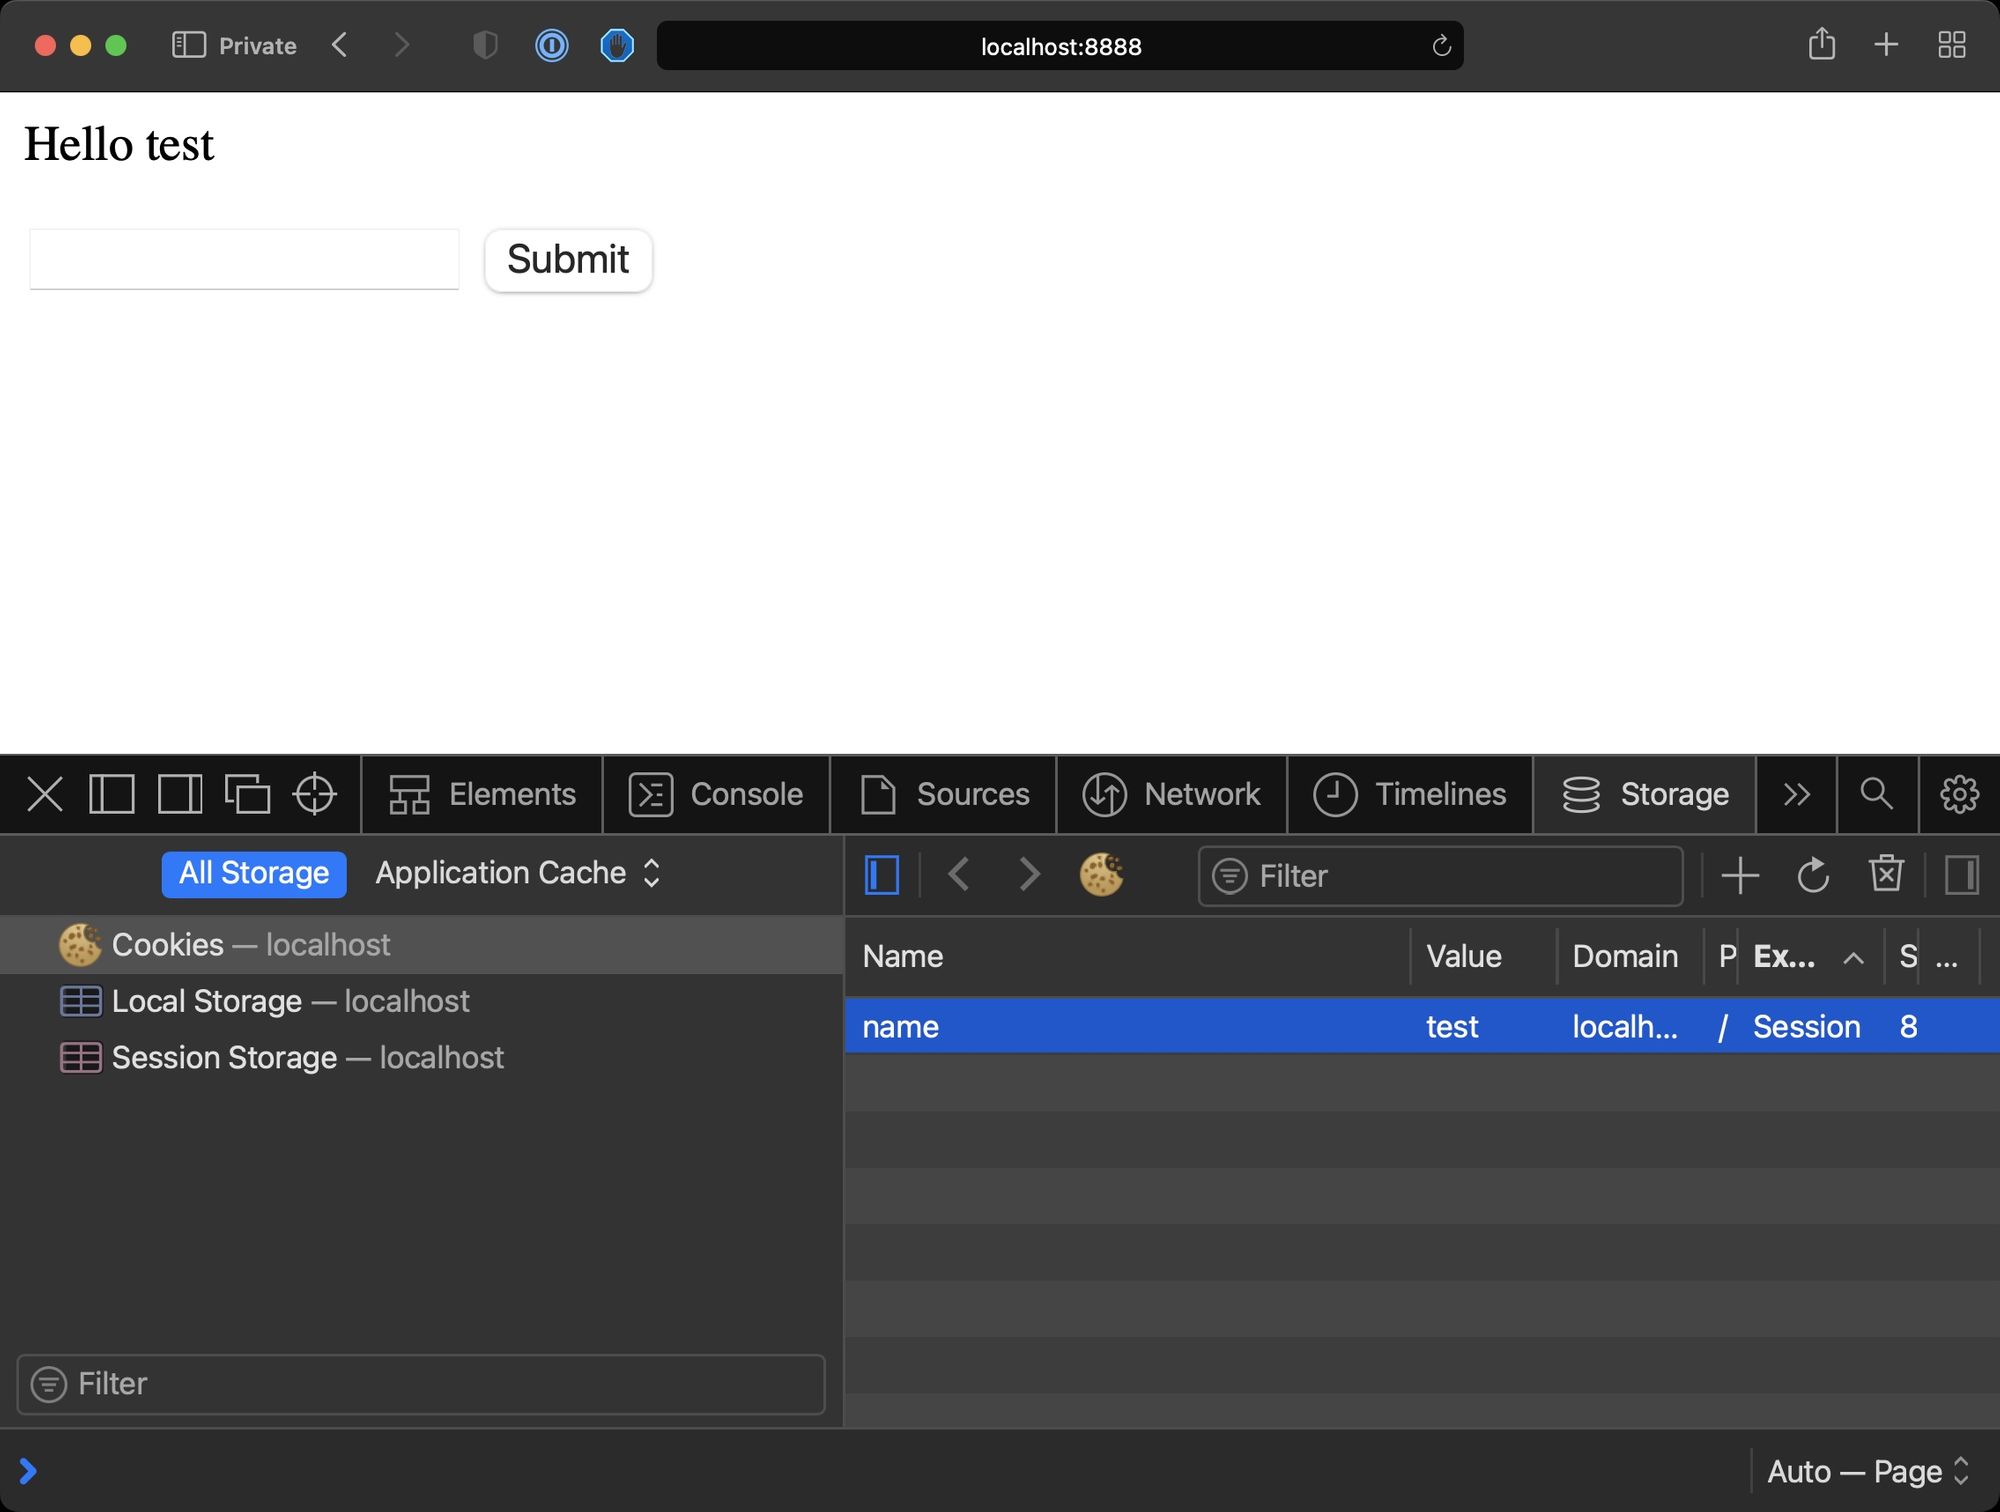 Private
localhost:8888
Hello test
Submit
Elements Console Sources Network Timelines Storage
All Storage Application Cache Filter
Cookies — localhost
Local Storage — localhost
Session Storage — localhost
Name Value Domain P Ex... S ...
name test localh... / Session 8
Filter
Auto — Page